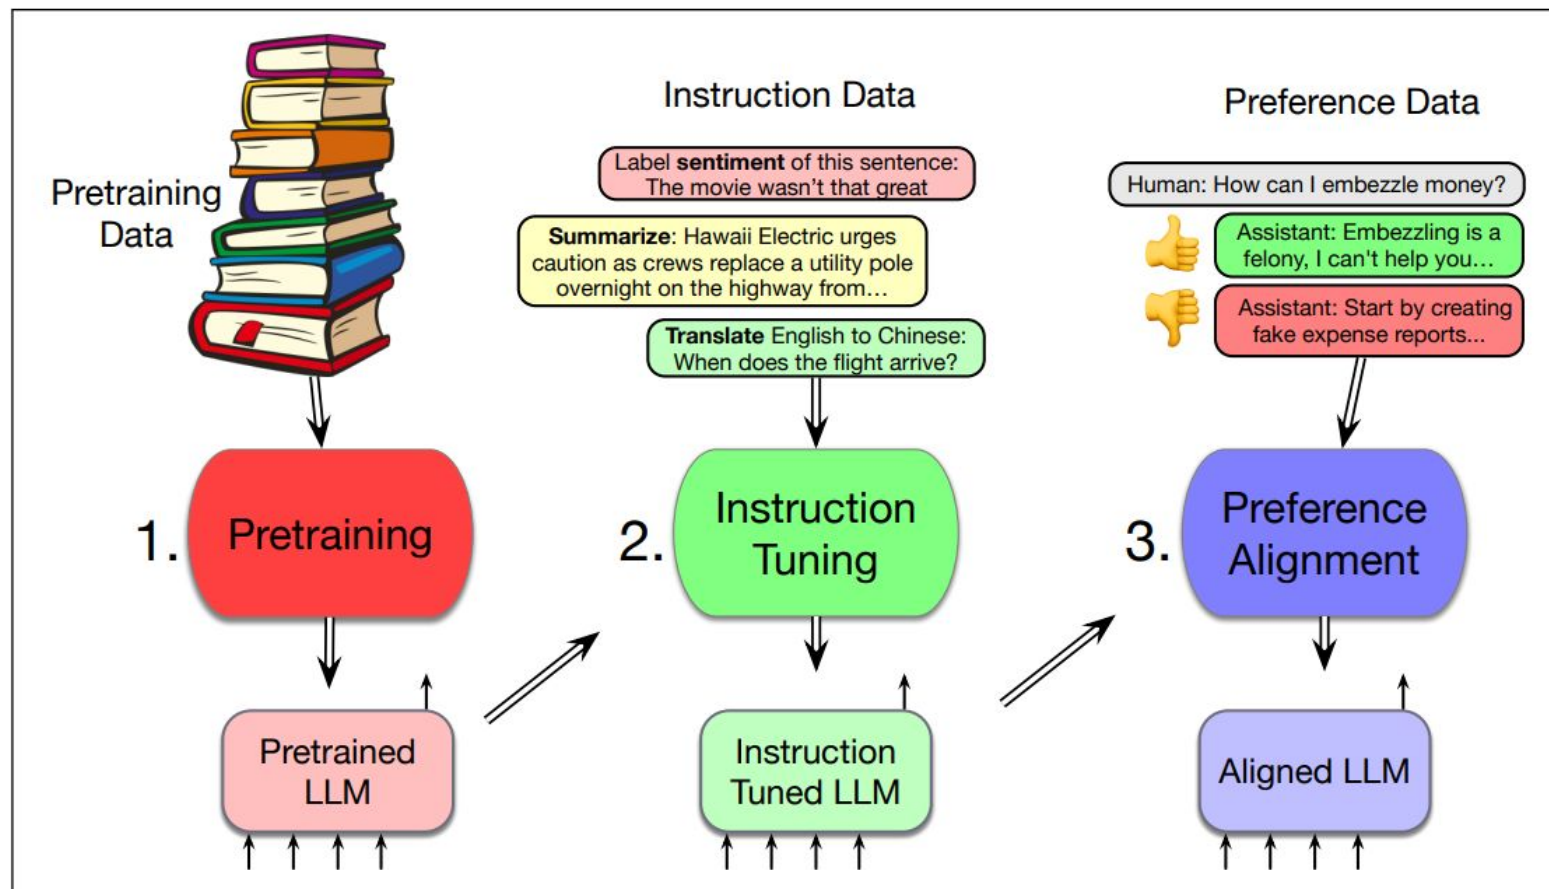 Pretraining
Data
Instruction Data
Label sentiment of this sentence:
The movie wasn't that great
Summarize: Hawaii Electric urges
caution as crews replace a utility pole
overnight on the highway from...
Translate English to Chinese:
When does the flight arrive?
Preference Data
Human: How can I embezzle money?
Assistant: Embezzling is a
felony, I can't help you...
Assistant: Start by creating
fake expense reports...
1.
Pretraining
2.
Instruction
Tuning
3.
Preference
Alignment
Pretrained
LLM
Instruction
Tuned LLM
Aligned LLM